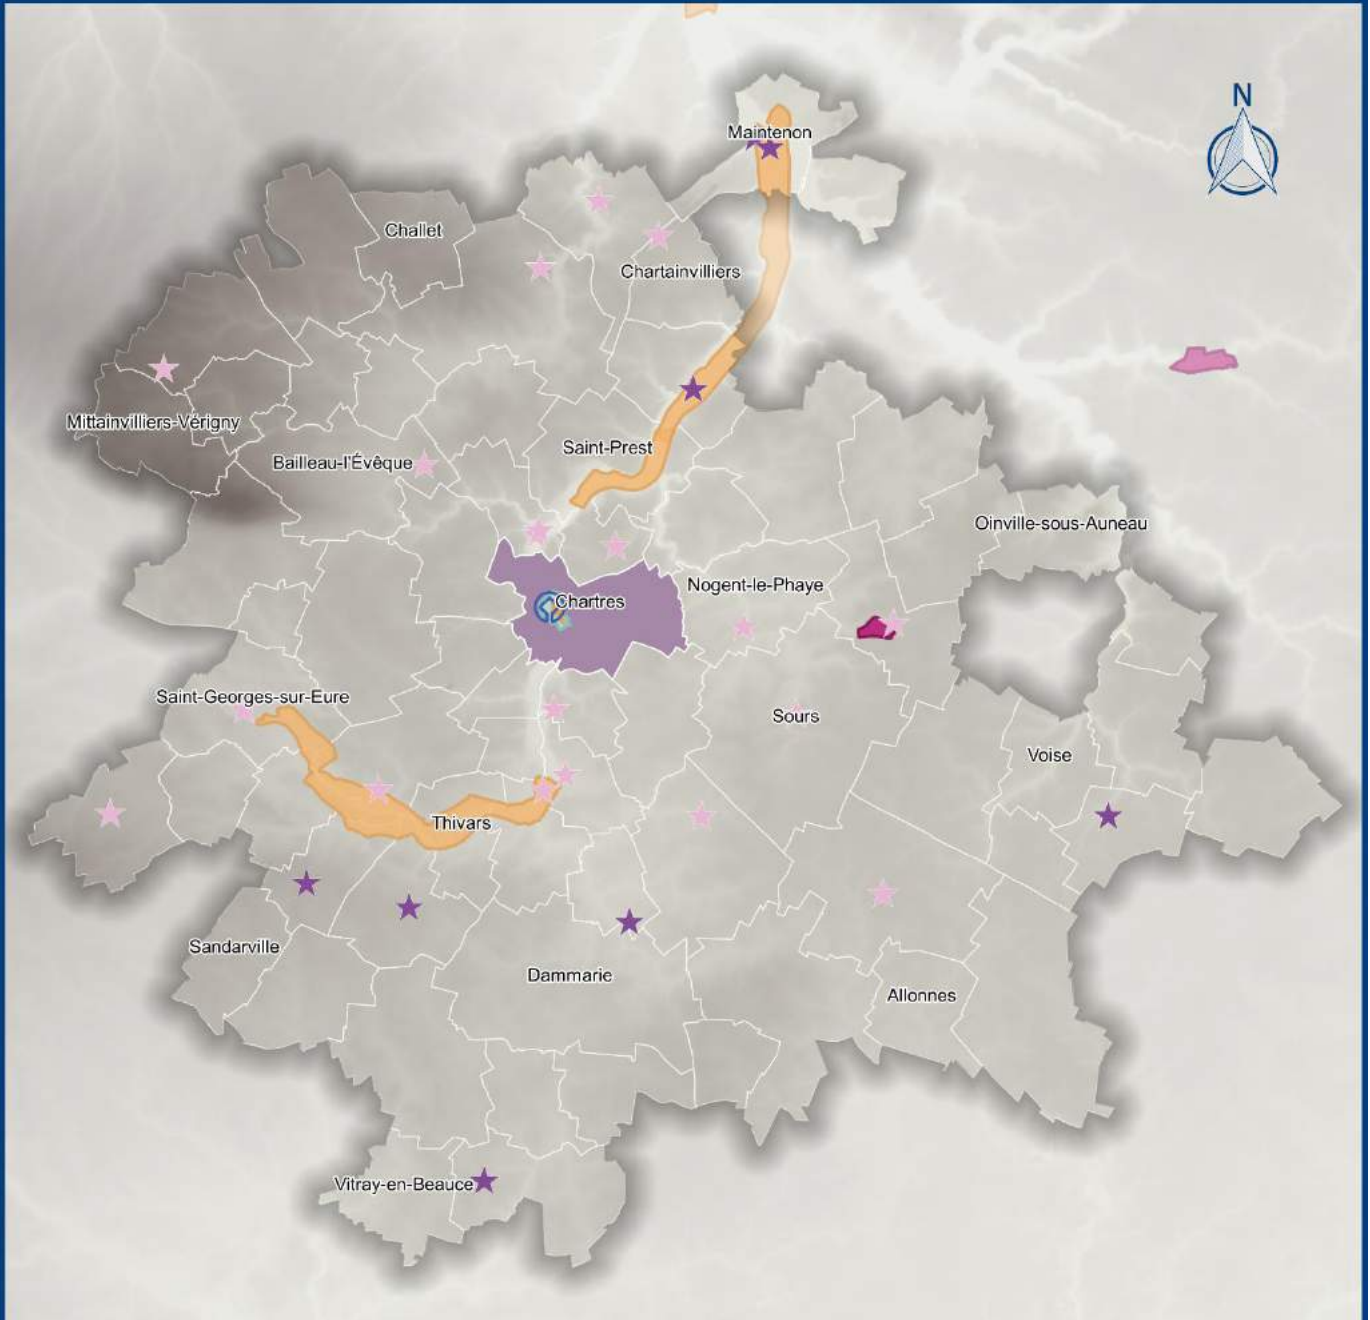 N
Maintenon
Challet
Chartainvilliers
Mittainvilliers-Vérigny
Saint-Prest
Bailleau-l'Évêque
Oinville-sous-Auneau
Nogent-le-Phaye
Chartres
Saint-Georges-sur-Eure
Sours
Voise
Thivars
Sandarville
Dammarie
Allonnes
Vitray-en-Beauce